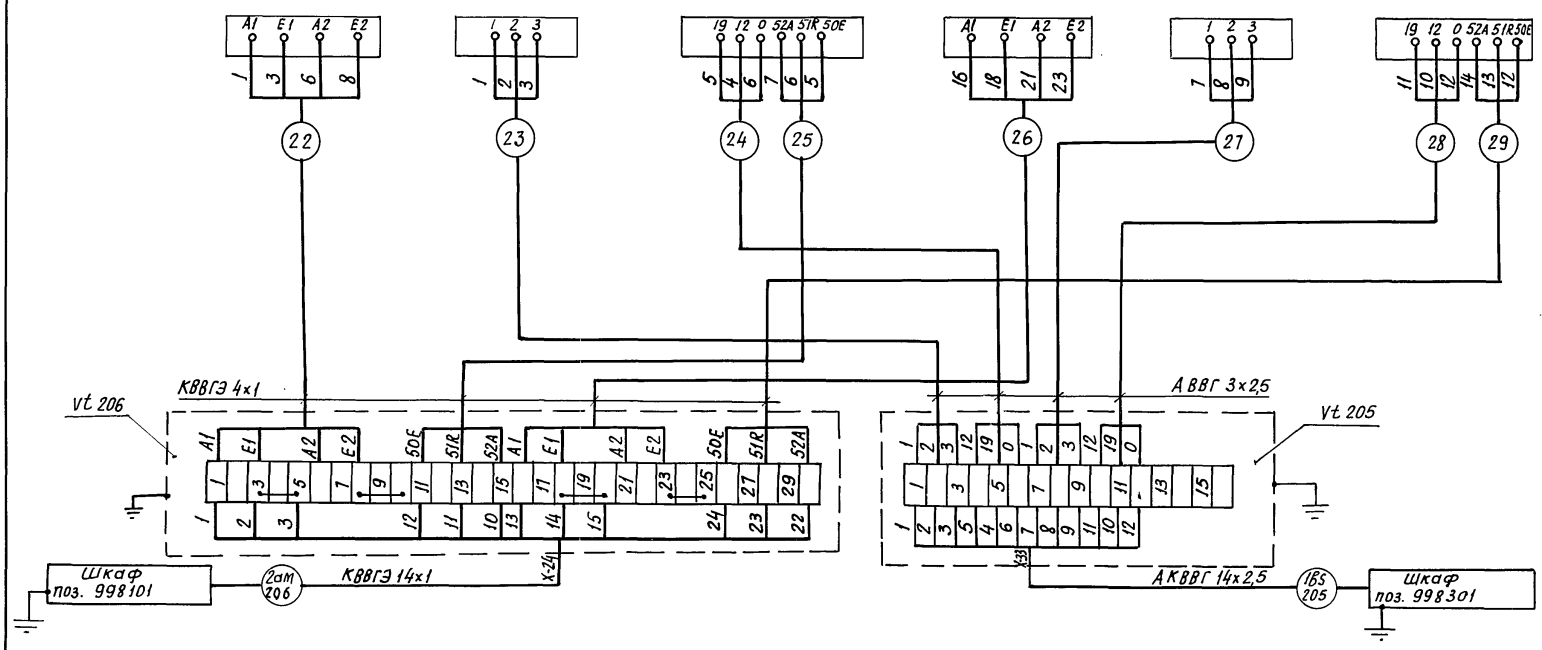 A1 E1 A2 E2
1 2 3
19 12 0 52A 51R 50E
A1 E1 A2 E2
1 2 3
19 12 0 52A 51R 50E
1 3 6 8
1 2 3
5 4 6 7 6 5
16 18 21 23
7 8 9
11 10 12 14 13 12
22
23
24
25
26
27
28
29
КВВГЭ 4х1
АВВГ 3х2,5
Vt 206
Vt 205
A1 E1 A2 E2 50E 51R 52A A1 E1 A2 E2 50E 51R 52A
1 3 5 7 9 11 13 15 17 19 21 23 25 27 29
1 2 3 12 11 10 13 14 15 24 23 22
1 2 3 12 19 0 1 2 3 12 19 0
1 3 5 7 9 11 13 15
1 2 3 5 4 6 7 8 9 11 10 12
Х-24
Х-33
Шкаф
поз. 998101
2ам
206
КВВГЭ 14х1
АКВВГ 14х2,5
1ВS
205
Шкаф
поз. 998301